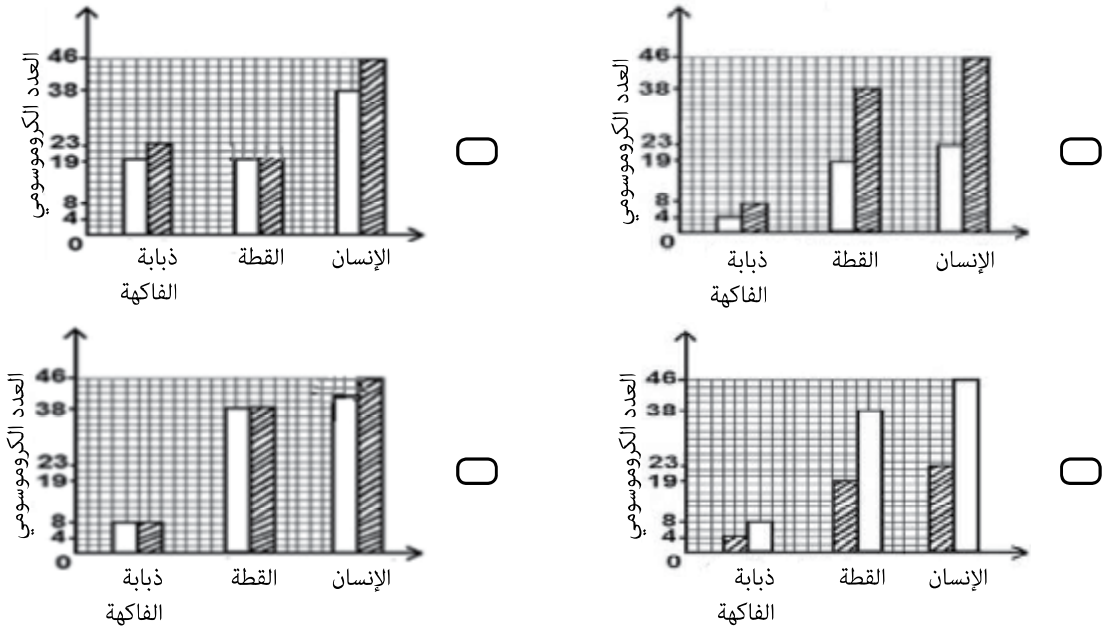 46
38
23
19
8
4
0
العدد الكروموسومي
ذبابة
الفاكهة
القطة
الإنسان
46
38
23
19
8
4
0
العدد الكروموسومي
ذبابة
الفاكهة
القطة
الإنسان
46
38
23
19
8
4
0
العدد الكروموسومي
ذبابة
الفاكهة
القطة
الإنسان
46
38
23
19
8
4
0
العدد الكروموسومي
ذبابة
الفاكهة
القطة
الإنسان